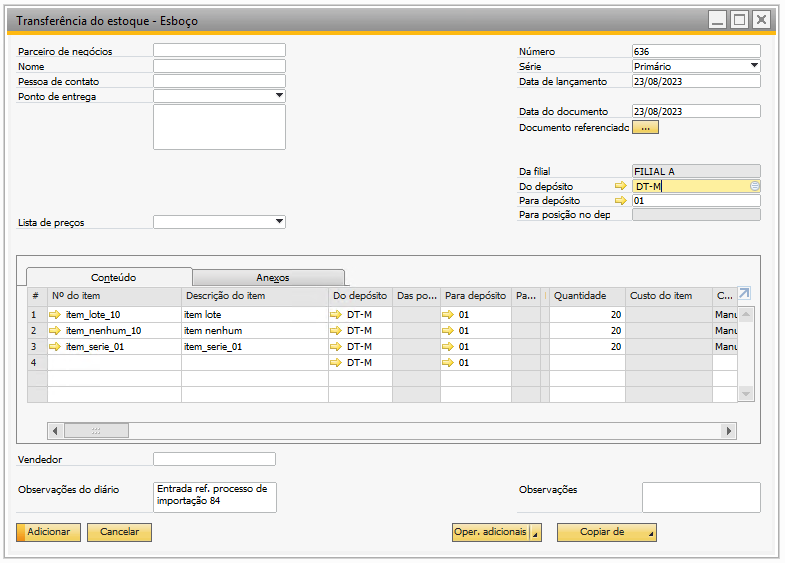 Transferência do estoque - Esboço
Parceiro de negócios
Nome
Pessoa de contato
Ponto de entrega
Lista de preços
Número 636
Série Primário
Data de lançamento 23/08/2023
Data do documento 23/08/2023
Documento referenciado ...
Da filial FILIAL A
Do depósito DT-M
Para depósito 01
Para posição no dep
Conteúdo Anexos
# Nº do item Descrição do item Do depósito Das po... Para depósito Pa... Quantidade Custo do item C...
1 item_lote_10 item lote DT-M 01 20 Manu
2 item_nenhum_10 item nenhum DT-M 01 20 Manu
3 item_serie_01 item_serie_01 DT-M 01 20 Manu
4 DT-M 01
Vendedor
Observações do diário
Entrada ref. processo de
importação 84
Observações
Adicionar Cancelar Oper. adicionais Copiar de